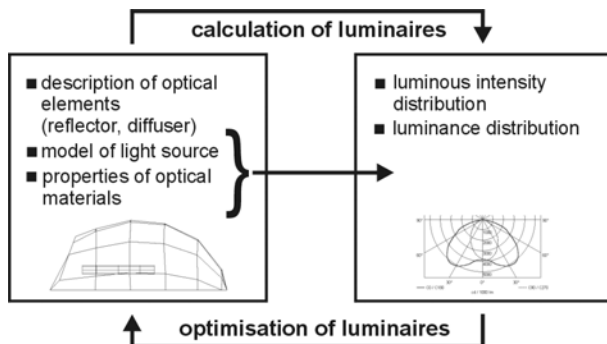 calculation of luminaires
■ description of optical
elements
(reflector, diffuser)
■ model of light source
■ properties of optical
materials
■ luminous intensity
distribution
■ luminance distribution
optimisation of luminaires